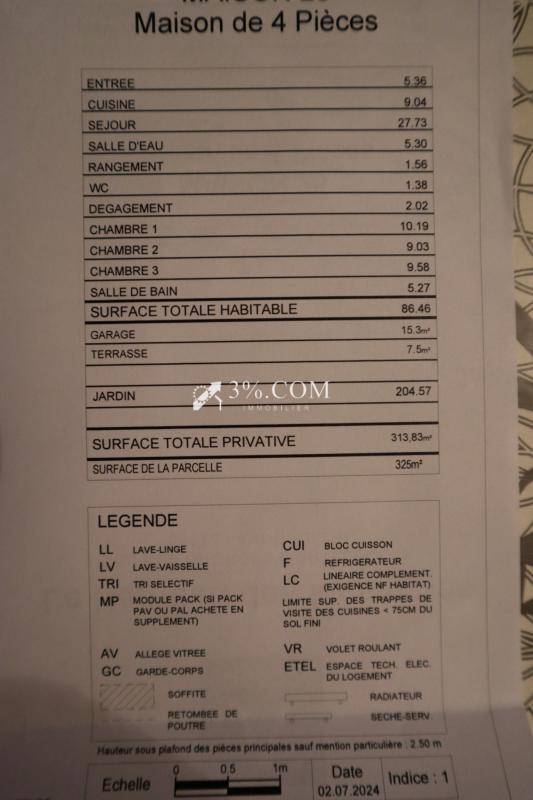 Maison de 4 Pièces
ENTREE 5.36
CUISINE 9.04
SEJOUR 27.73
SALLE D'EAU 5.30
RANGEMENT 1.56
WC 1.38
DEGAGEMENT 2.02
CHAMBRE 1 10.19
CHAMBRE 2 9.03
CHAMBRE 3 9.58
SALLE DE BAIN 5.27
SURFACE TOTALE HABITABLE 86.46
GARAGE 15.3m²
TERRASSE 7.5m²
JARDIN 204.57
3%.COM
IMMOBILIER
SURFACE TOTALE PRIVATIVE 313,83m²
SURFACE DE LA PARCELLE 325m²
LEGENDE
LL LAVE-LINGE
LV LAVE-VAISSELLE
TRI TRI SELECTIF
MP MODULE PACK (SI PACK
PAV OU PAL ACHETE EN
SUPPLEMENT)
AV ALLEGE VITREE
GC GARDE-CORPS
SOFFITE
RETOMBEE DE
POUTRE
CUI BLOC CUISSON
F REFRIGERATEUR
LC LINEAIRE COMPLEMENT.
(EXIGENCE NF HABITAT)
LIMITE SUP. DES TRAPPES DE
VISITE DES CUISINES < 75CM DU
SOL FINI
VR VOLET ROULANT
ETEL ESPACE TECH. ELEC.
DU LOGEMENT
RADIATEUR
SECHE-SERV.
Hauteur sous plafond des pièces principales sauf mention particulière : 2.50 m
Echelle 0 0.5 1m
Date
02.07.2024
Indice : 1